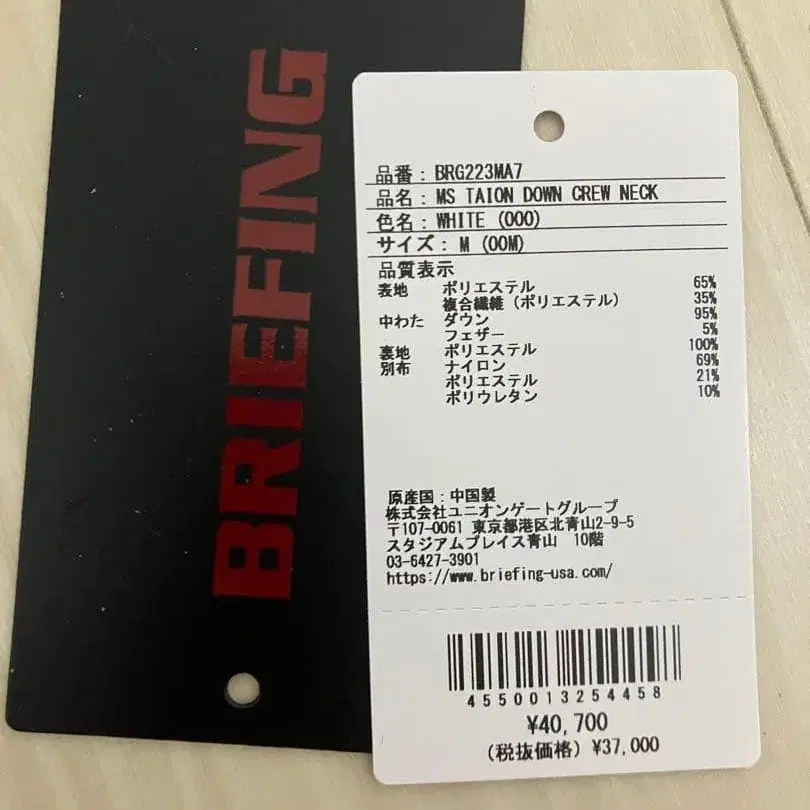 BRIEFING
品番：BRG223MA7
品名：MS TAION DOWN CREW NECK
色名：WHITE (000)
サイズ：M (00M)
品質表示
表地 ポリエステル 65%
複合繊維（ポリエステル） 35%
中わた ダウン 95%
フェザー 5%
裏地 ポリエステル 100%
別布 ナイロン 69%
ポリエステル 21%
ポリウレタン 10%
原産国：中国製
株式会社ユニオンゲートグループ
〒107-0061 東京都港区北青山2-9-5
スタジアムプレイス青山 10階
03-6427-3901
https://www.briefing-usa.com/
4550013254458
¥40,700
（税抜価格）¥37,000